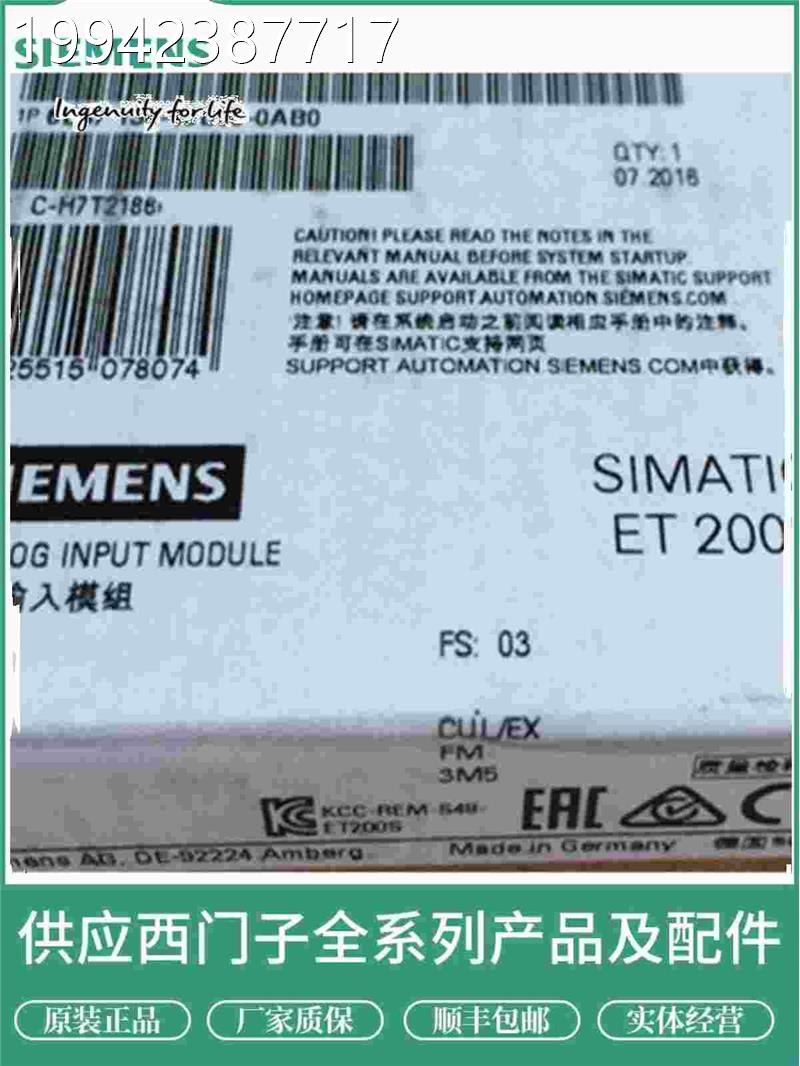 19942387717
SIEMENS
Ingenuity for life
1P -0AB0
QTY: 1
07 2016
C-H7T2186
CAUTION! PLEASE READ THE NOTES IN THE
RELEVANT MANUAL BEFORE SYSTEM STARTUP.
MANUALS ARE AVAILABLE FROM THE SIMATIC SUPPORT
HOMEPAGE SUPPORT.AUTOMATION.SIEMENS.COM
注意! 请在系统启动之前阅读相应手册中的注释。
手册可在SIMATIC支持网页
SUPPORT AUTOMATION SIEMENS COM中获得。
25515 078074
IEMENS
SIMATI
ET 200
OG INPUT MODULE
输入模组
FS: 03
CUL/EX
FM
3M5
KCC-REM-S49-
ET200S
EAC
mens AG, DE-92224 Amberg
Made in Germany
供应西门子全系列产品及配件
原装正品
厂家质保
顺丰包邮
实体经营